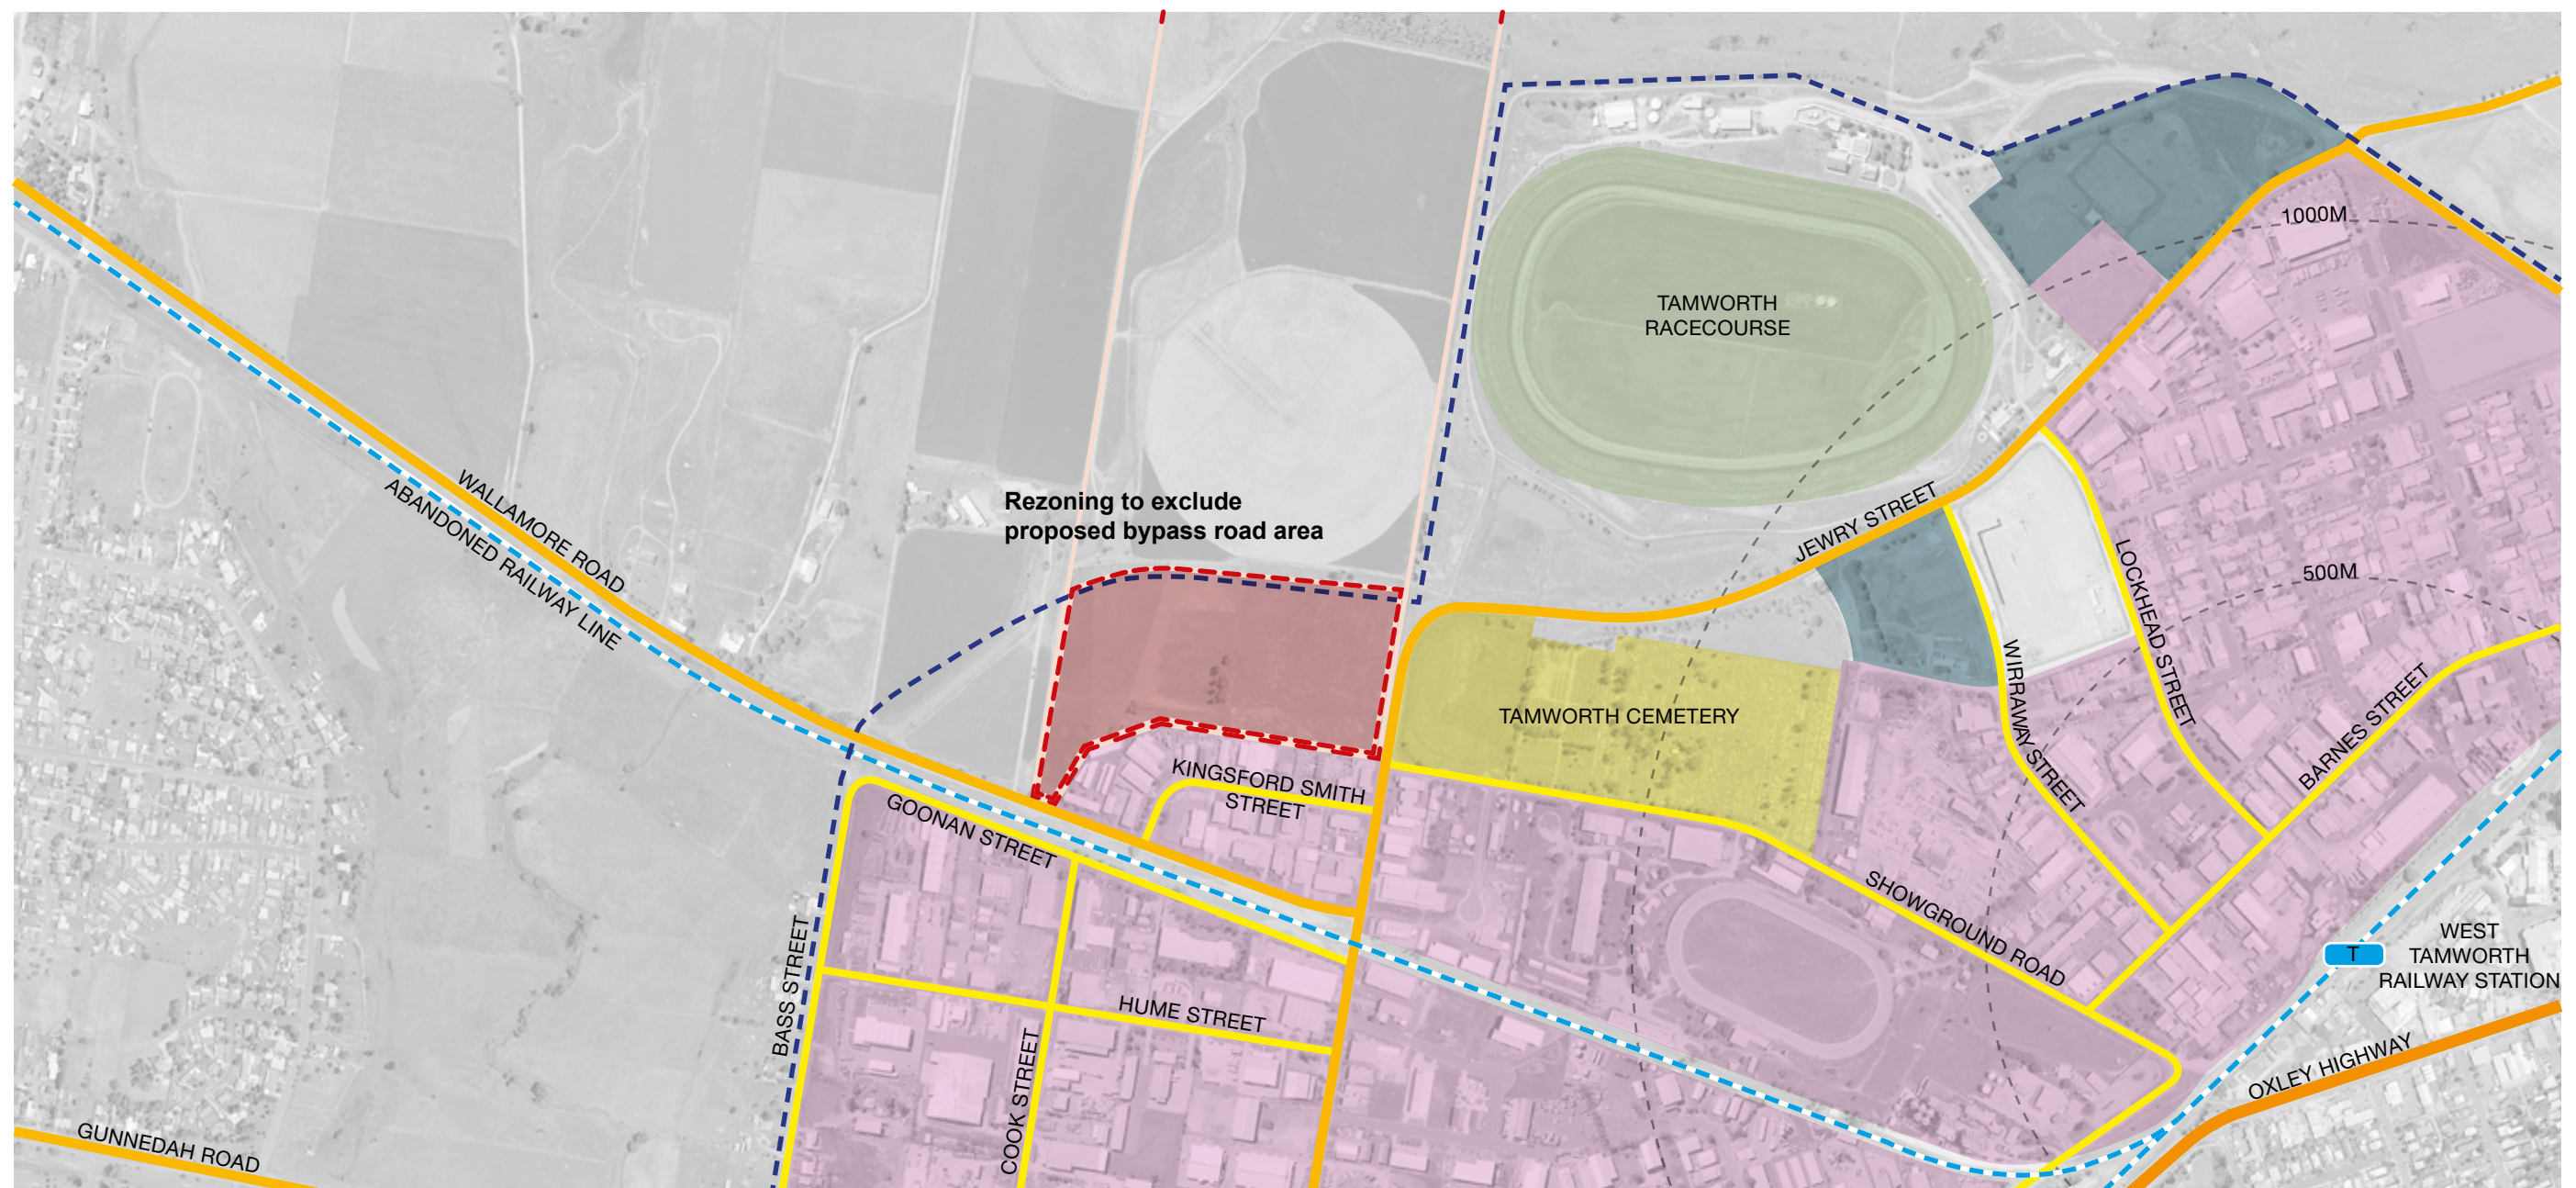 1000M
TAMWORTH
RACECOURSE
WALLAMORE ROAD
ABANDONED RAILWAY LINE
Rezoning to exclude
proposed bypass road area
JEWRY STREET
LOCKHEAD STREET
500M
WIRRAWAY STREET
BARNES STREET
TAMWORTH CEMETERY
KINGSFORD SMITH
STREET
GOONAN STREET
SHOWGROUND ROAD
BASS STREET
HUME STREET
COOK STREET
T
WEST
TAMWORTH
RAILWAY STATION
OXLEY HIGHWAY
GUNNEDAH ROAD